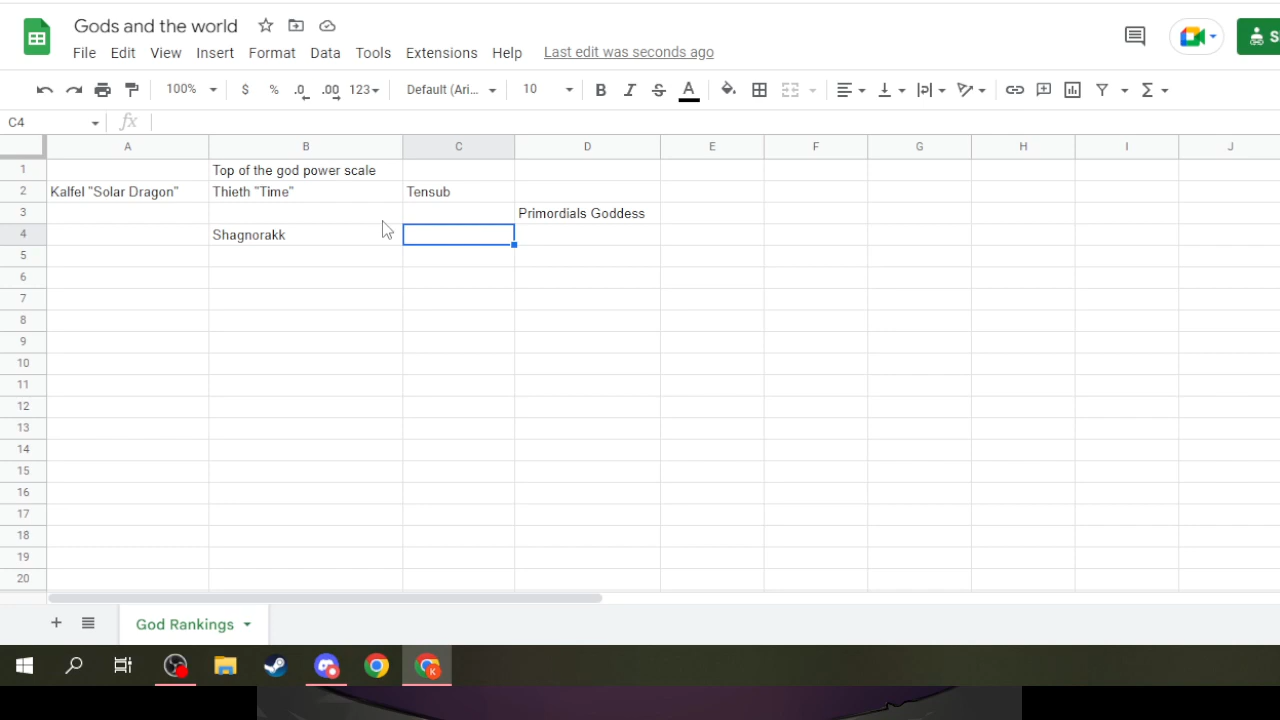 Gods and the world
File Edit View Insert Format Data Tools Extensions Help Last edit was seconds ago
100% $ % .0 .00 123 Default (Ari... 10 B I S A Σ
C4 fx
A B C D E F G H I J
1 Top of the god power scale
2 Kalfel "Solar Dragon" Thieth "Time" Tensub
3 Primordials Goddess
4 Shagnorakk
5
6
7
8
9
10
11
12
13
14
15
16
17
18
19
20
+ God Rankings
K